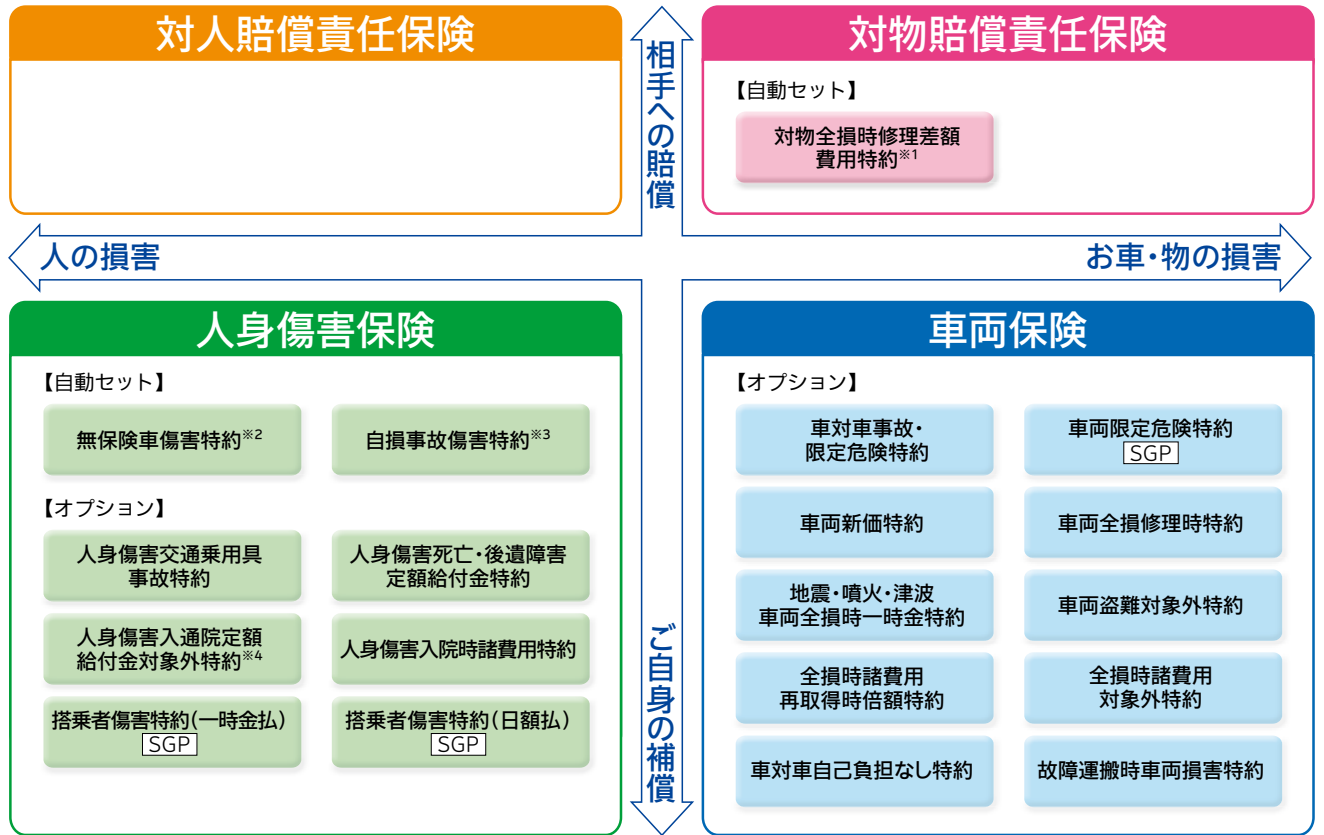 対人賠償責任保険
相手への賠償
対物賠償責任保険
【自動セット】
対物全損時修理差額
費用特約※1
人の損害
お車・物の損害
人身傷害保険
【自動セット】
無保険車傷害特約※2
自損事故傷害特約※3
【オプション】
人身傷害交通乗用具
事故特約
人身傷害死亡・後遺障害
定額給付金特約
人身傷害入通院定額
給付金対象外特約※4
人身傷害入院時諸費用特約
搭乗者傷害特約(一時金払)
SGP
搭乗者傷害特約(日額払)
SGP
ご自身の補償
車両保険
【オプション】
車対車事故・
限定危険特約
車両限定危険特約
SGP
車両新価特約
車両全損修理時特約
地震・噴火・津波
車両全損時一時金特約
車両盗難対象外特約
全損時諸費用
再取得時倍額特約
全損時諸費用
対象外特約
車対車自己負担なし特約
故障運搬時車両損害特約